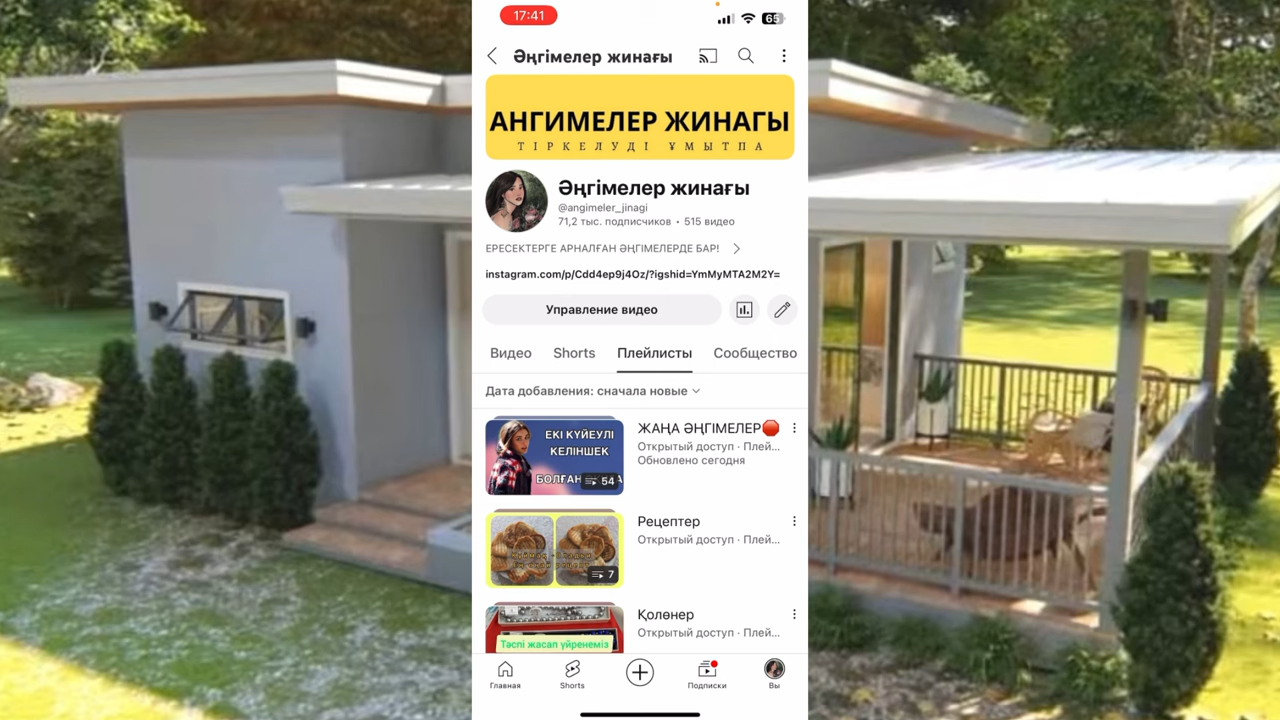 17:41
65
Әңгімелер жинағы
АНГИМЕЛЕР ЖИНАГЫ
ТІРКЕЛУДІ ҰМЫТПА
Әңгімелер жинағы
@angimeler_jinagi
71,2 тыс. подписчиков • 515 видео
ЕРЕСЕКТЕРГЕ АРНАЛҒАН ӘҢГІМЕЛЕРДЕ БАР!
instagram.com/p/Cdd4ep9j4Oz/?igshid=YmMyMTA2M2Y=
Управление видео
Видео Shorts Плейлисты Сообщество
Дата добавления: сначала новые
ЕКІ КҮЙЕУЛІ
КЕЛІНШЕК
54
ЖАҢА ӘҢГІМЕЛЕР
Открытый доступ · Плей...
Обновлено сегодня
7
Рецептер
Открытый доступ · Плей...
Тәспі жасап үйренеміз
Қолөнер
Открытый доступ · Плей...
Главная Shorts Подписки Вы